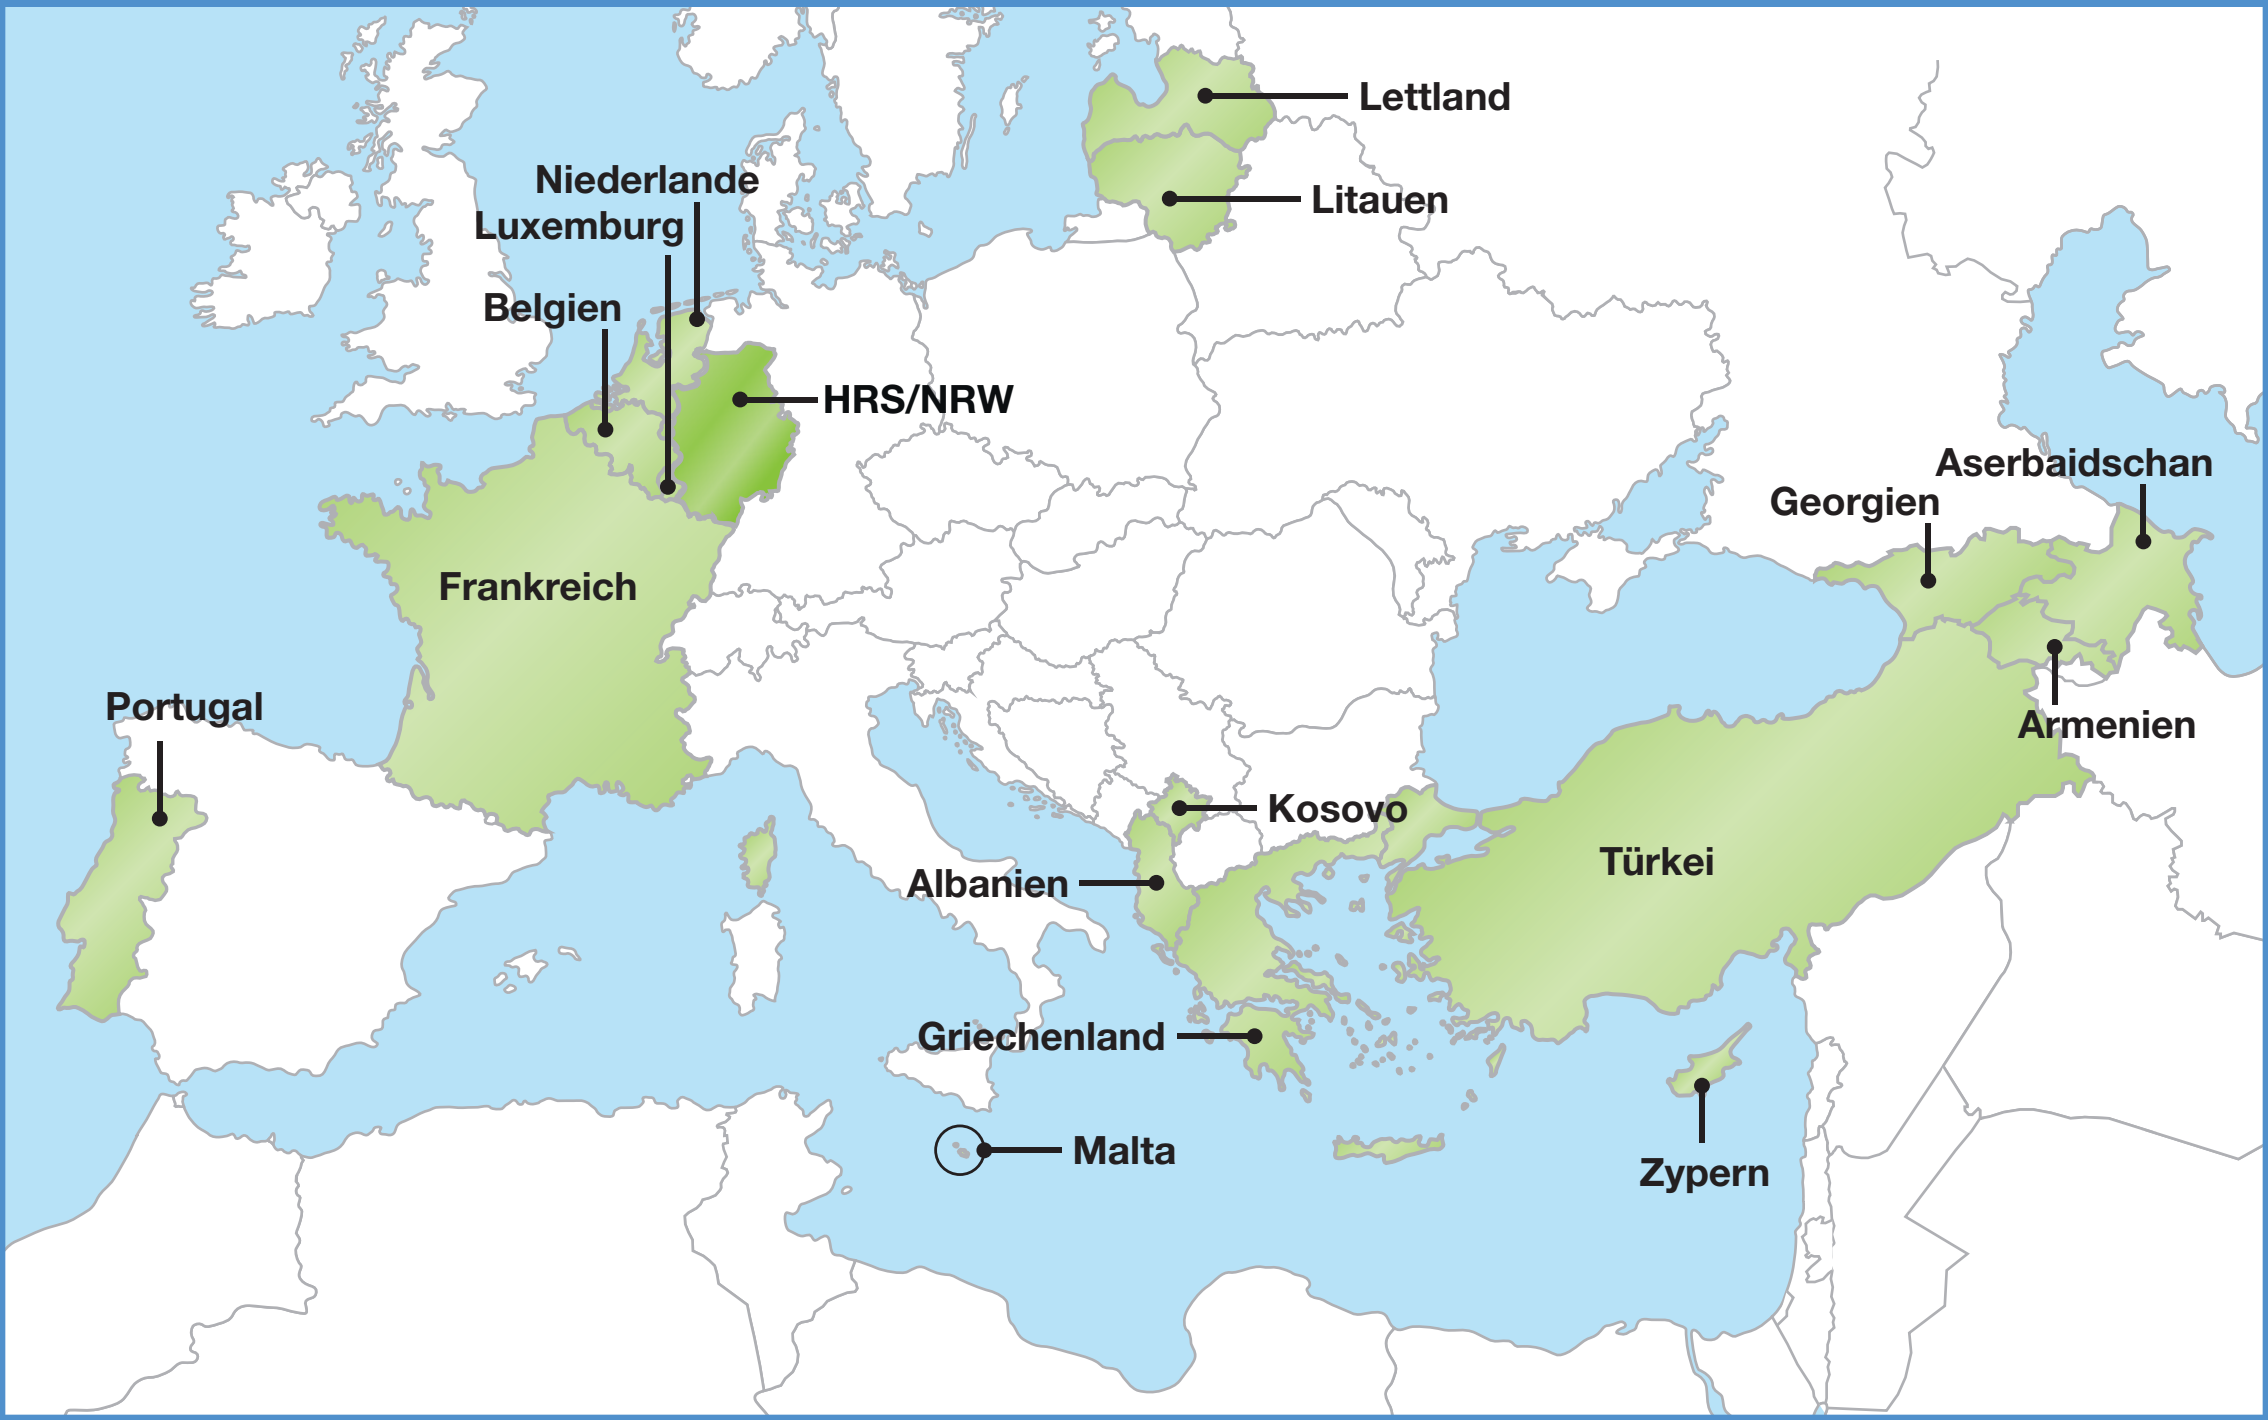 Lettland
Niederlande
Litauen
Luxemburg
Belgien
HRS/NRW
Aserbaidschan
Georgien
Frankreich
Portugal
Armenien
Kosovo
Türkei
Albanien
Griechenland
Malta
Zypern